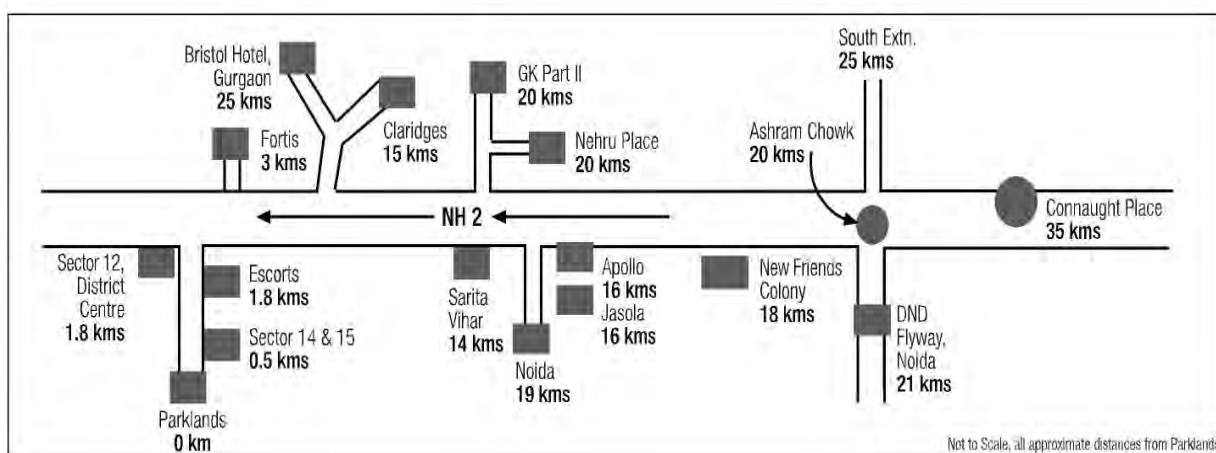 Bristol Hotel,
Gurgaon
25 kms
Fortis
3 kms
Claridges
15 kms
GK Part II
20 kms
Nehru Place
20 kms
South Extn.
25 kms
Ashram Chowk
20 kms
Connaught Place
35 kms
NH 2
Sector 12,
District
Centre
1.8 kms
Escorts
1.8 kms
Sector 14 & 15
0.5 kms
Parklands
0 km
Sarita
Vihar
14 kms
Noida
19 kms
Apollo
16 kms
Jasola
16 kms
New Friends
Colony
18 kms
DND
Flyway,
Noida
21 kms
Not to Scale, all approximate distances from Parklands